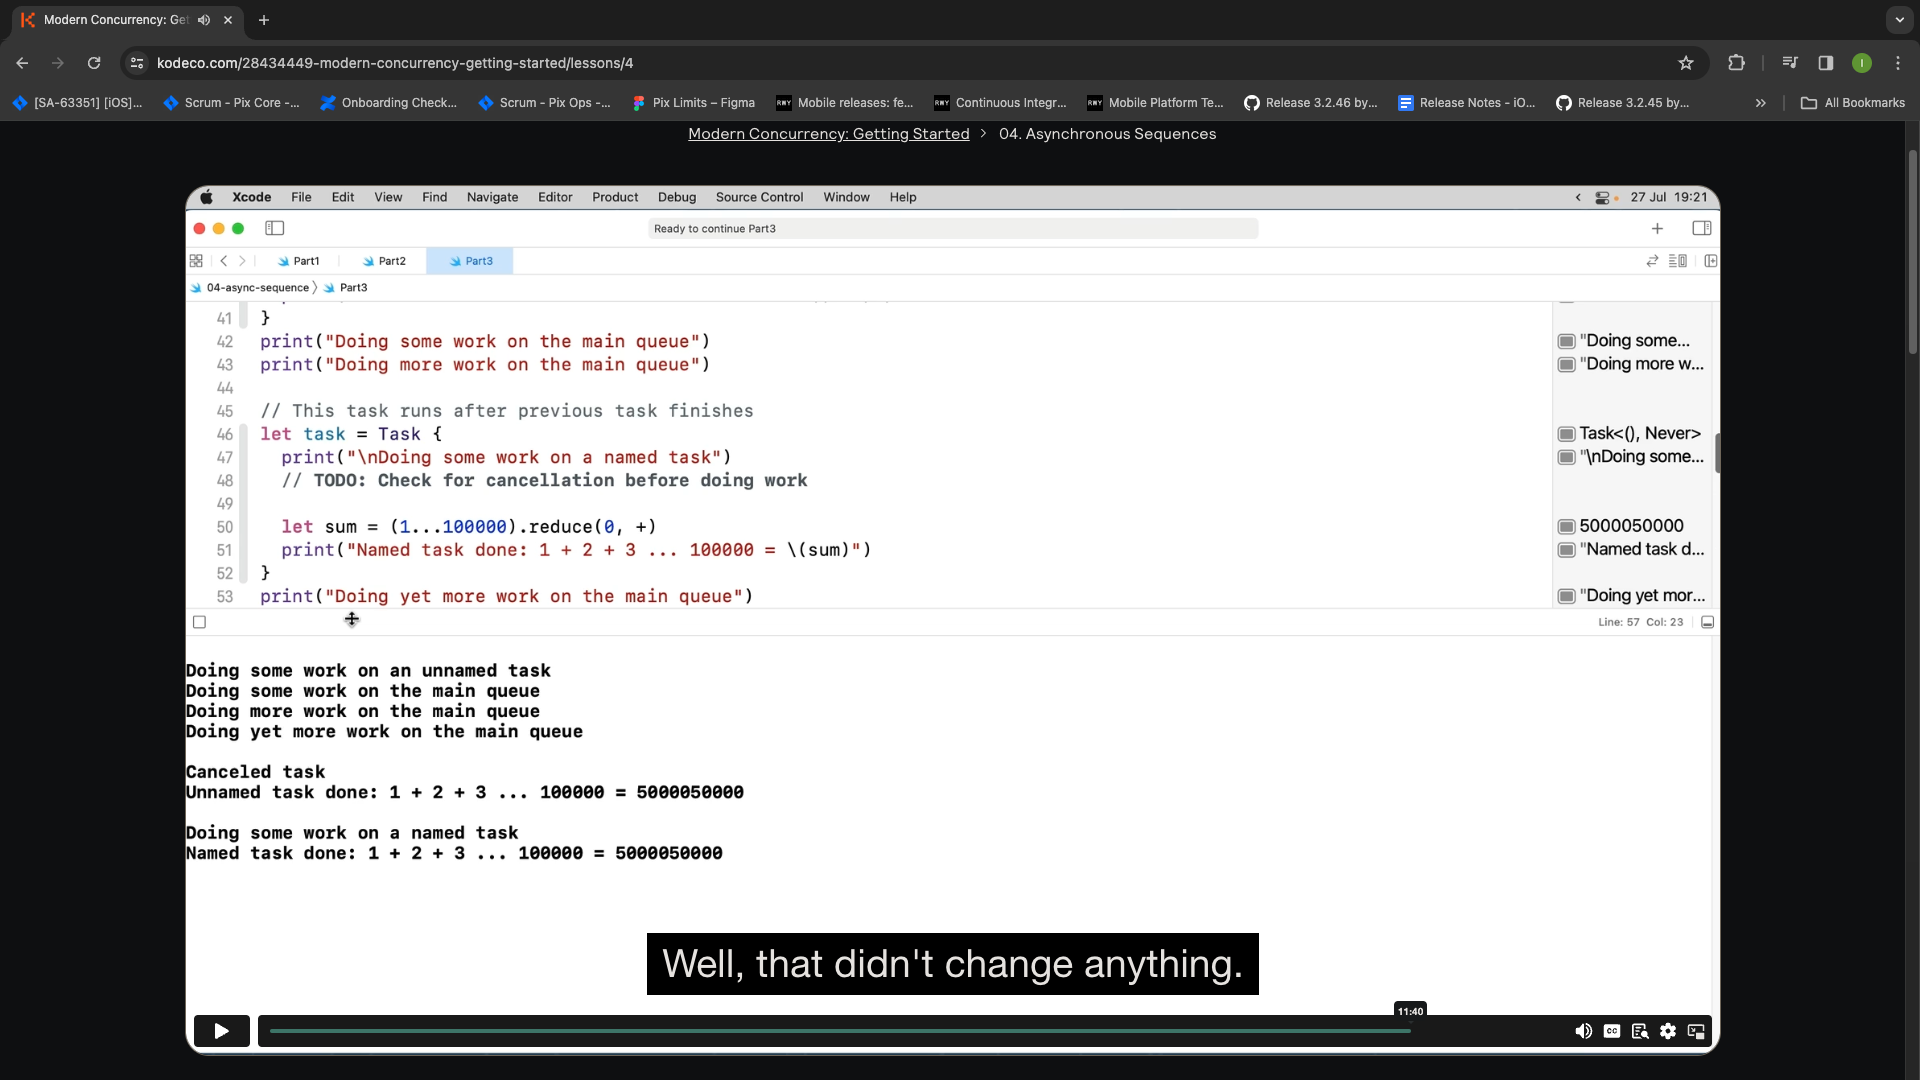 Modern Concurrency: Get
kodeco.com/28434449-modern-concurrency-getting-started/lessons/4
[SA-63351] [iOS]...
Scrum - Pix Core -...
Onboarding Check...
Scrum - Pix Ops -...
Pix Limits – Figma
RWY Mobile releases: fe...
RWY Continuous Integr...
RWY Mobile Platform Te...
Release 3.2.46 by...
Release Notes - iO...
Release 3.2.45 by...
»
All Bookmarks
Modern Concurrency: Getting Started > 04. Asynchronous Sequences
Xcode File Edit View Find Navigate Editor Product Debug Source Control Window Help
27 Jul 19:21
Ready to continue Part3
Part1 Part2 Part3
04-async-sequence 〉 Part3
41 }
42 print("Doing some work on the main queue") "Doing some...
43 print("Doing more work on the main queue") "Doing more w...
44
45 // This task runs after previous task finishes
46 let task = Task { Task<(), Never>
47 print("\nDoing some work on a named task") "\nDoing some...
48 // TODO: Check for cancellation before doing work
49
50 let sum = (1...100000).reduce(0, +) 5000050000
51 print("Named task done: 1 + 2 + 3 ... 100000 = \(sum)") "Named task d...
52 }
53 print("Doing yet more work on the main queue") "Doing yet mor...
Line: 57 Col: 23
Doing some work on an unnamed task
Doing some work on the main queue
Doing more work on the main queue
Doing yet more work on the main queue
Canceled task
Unnamed task done: 1 + 2 + 3 ... 100000 = 5000050000
Doing some work on a named task
Named task done: 1 + 2 + 3 ... 100000 = 5000050000
Well, that didn't change anything.
11:40
CC